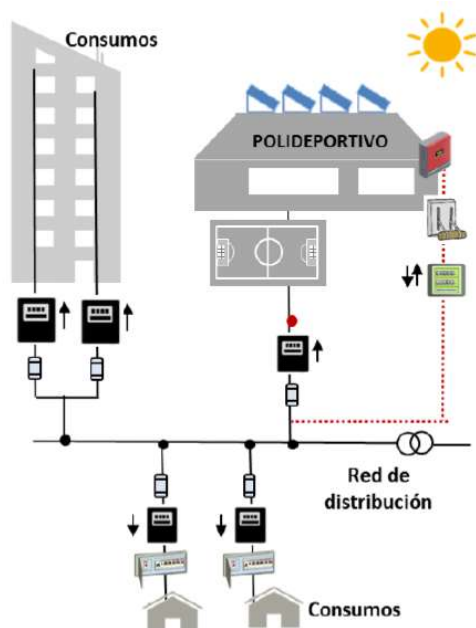 Consumos
POLIDEPORTIVO
Red de
distribución
Consumos